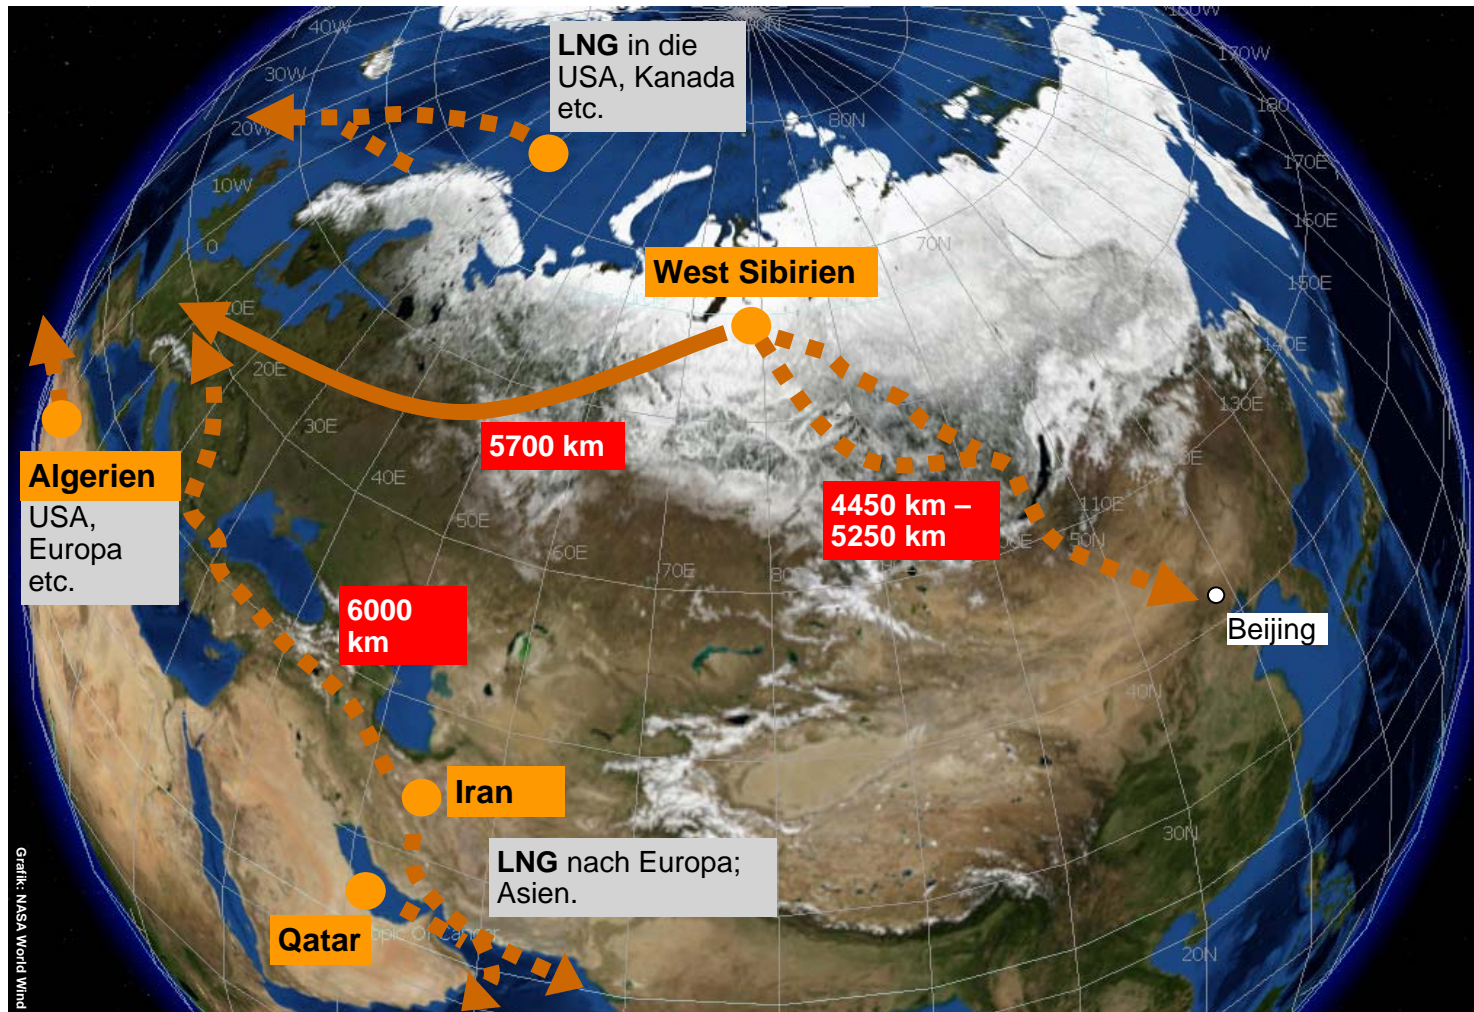 40W
30W
20W
10W
0
LNG in die
USA, Kanada
etc.
80N
170W
180
170E
160E
150E
140E
130E
70N
West Sibirien
20E
30E
40E
50E
60E
70E
110E
50N
40N
30N
20N
5700 km
4450 km –
5250 km
Algerien
USA,
Europa
etc.
6000
km
Beijing
Iran
LNG nach Europa;
Asien.
Qatar
Grafik: NASA World Wind